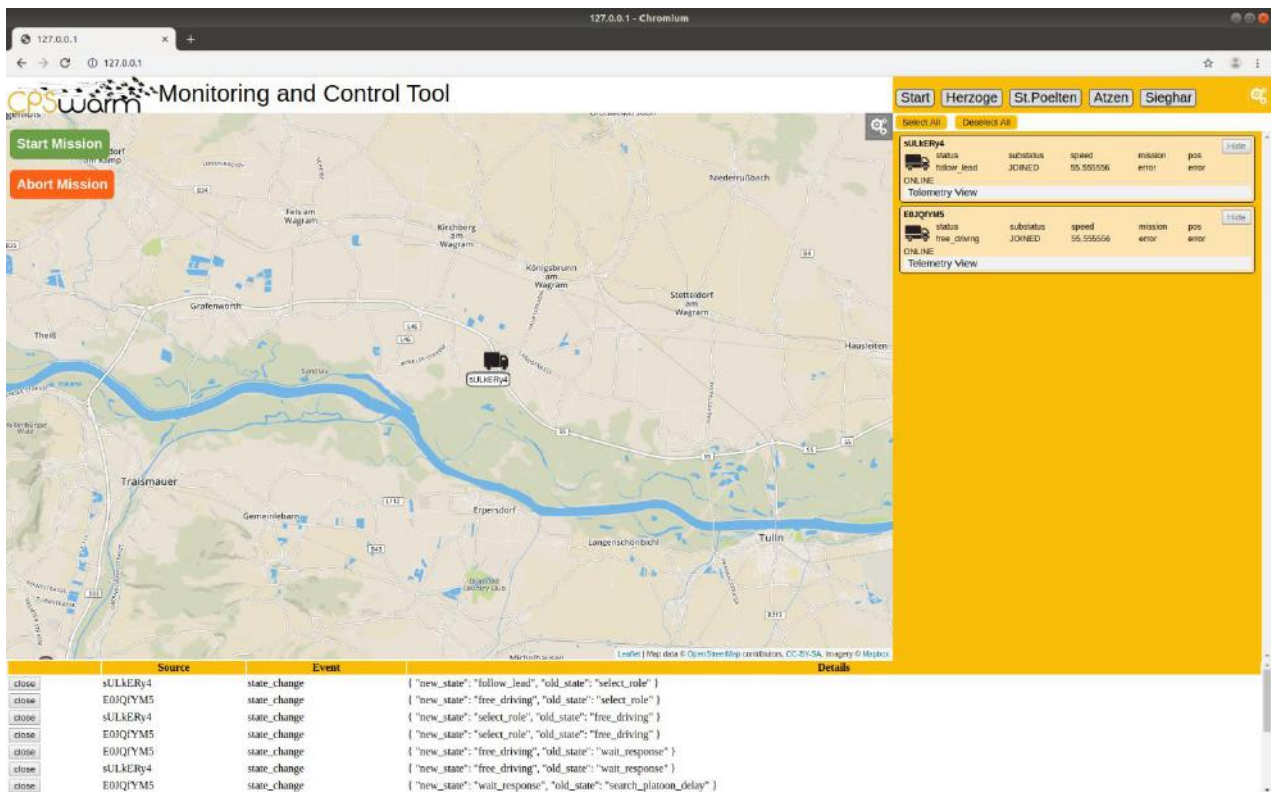 127.0.0.1 - Chromium
127.0.0.1
127.0.0.1
CPSwarm Monitoring and Control Tool
Start Herzoge St.Poelten Atzen Sieghar
Select All Deselect All
Start Mission
Abort Mission
sULkERy4 Hide
status substatus speed mission pos
follow_lead JOINED 55.555556 error error
ONLINE
Telemetry View
E0JQfYM5 Hide
status substatus speed mission pos
free_driving JOINED 55.555556 error error
ONLINE
Telemetry View
Niederrußbach
Fels am
Wagram
Kirchberg
am
Wagram
Königsbrunn
am
Wagram
Stetteldorf
am
Wagram
Grafenwörth
Theiß
Hausleiten
sULkERy4
Traismauer
Gemeinlebarn
Erpersdorf
Langenschönbichl
Tulln
Diamond
Country Club
Michelhausen
Leaflet | Map data © OpenStreetMap contributors, CC-BY-SA, Imagery © Mapbox
Source Event Details
close sULkERy4 state_change { "new_state": "follow_lead", "old_state": "select_role" }
close E0JQfYM5 state_change { "new_state": "free_driving", "old_state": "select_role" }
close sULkERy4 state_change { "new_state": "select_role", "old_state": "free_driving" }
close E0JQfYM5 state_change { "new_state": "select_role", "old_state": "free_driving" }
close E0JQfYM5 state_change { "new_state": "free_driving", "old_state": "wait_response" }
close sULkERy4 state_change { "new_state": "free_driving", "old_state": "wait_response" }
close E0JQfYM5 state_change { "new_state": "wait_response", "old_state": "search_platoon_delay" }